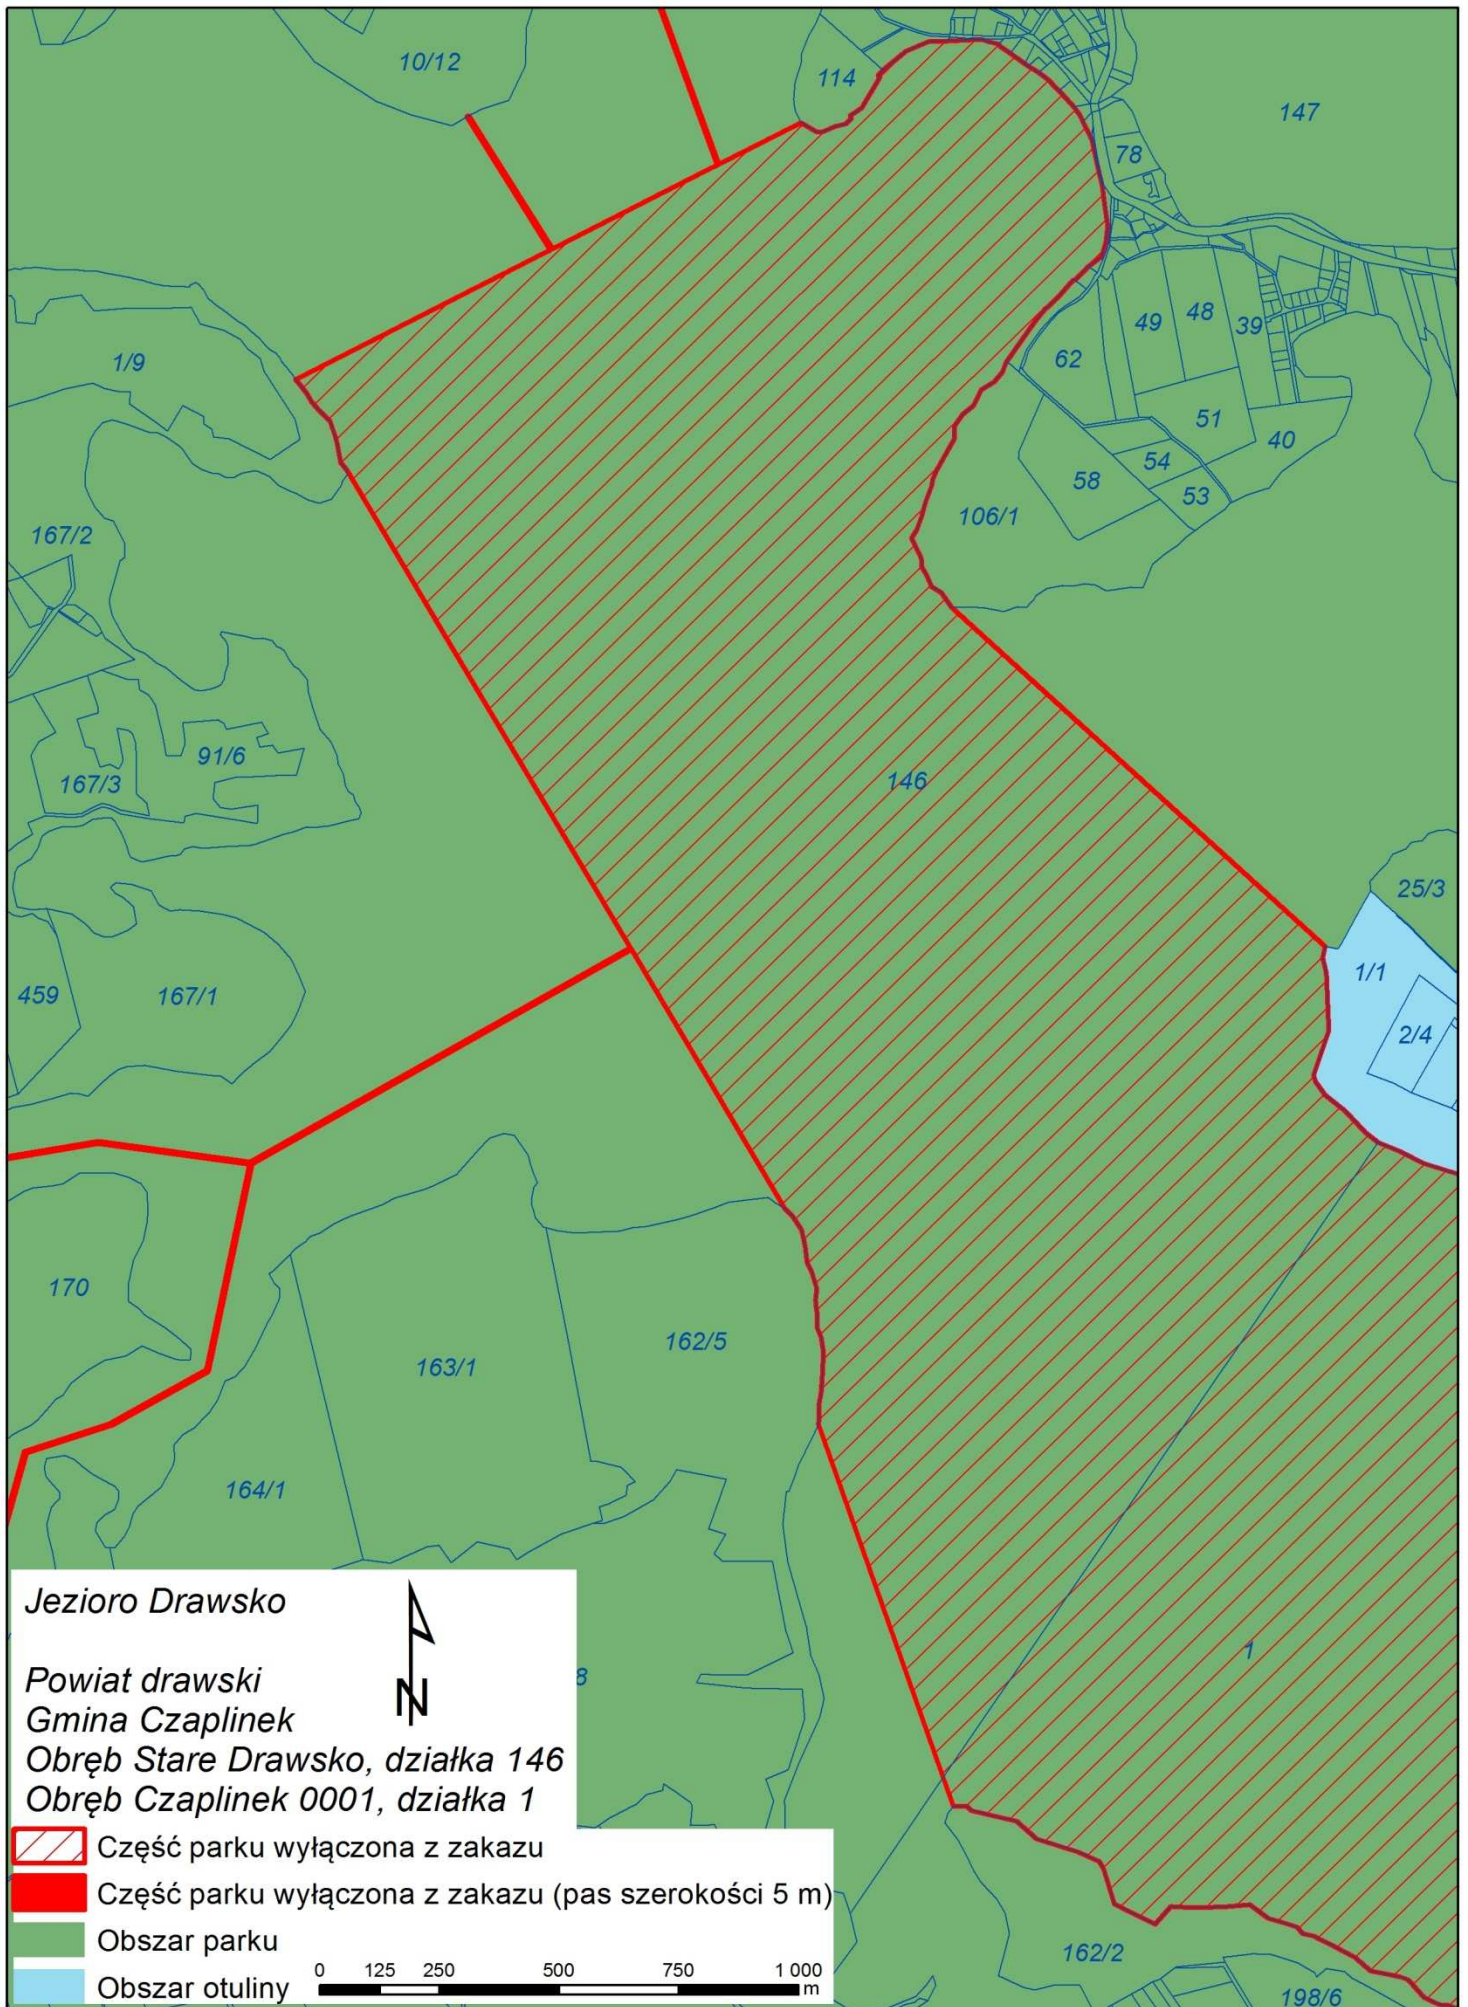 10/12
114
147
78
1/9
49
48
39
62
51
40
54
58
53
106/1
167/2
91/6
167/3
146
25/3
1/1
459
167/1
2/4
170
162/5
163/1
164/1
8
1
162/2
198/6
Jezioro Drawsko
Powiat drawski
Gmina Czaplinek
Obręb Stare Drawsko, działka 146
Obręb Czaplinek 0001, działka 1
N
Część parku wyłączona z zakazu
Część parku wyłączona z zakazu (pas szerokości 5 m)
Obszar parku
Obszar otuliny
0 125 250 500 750 1 000
m